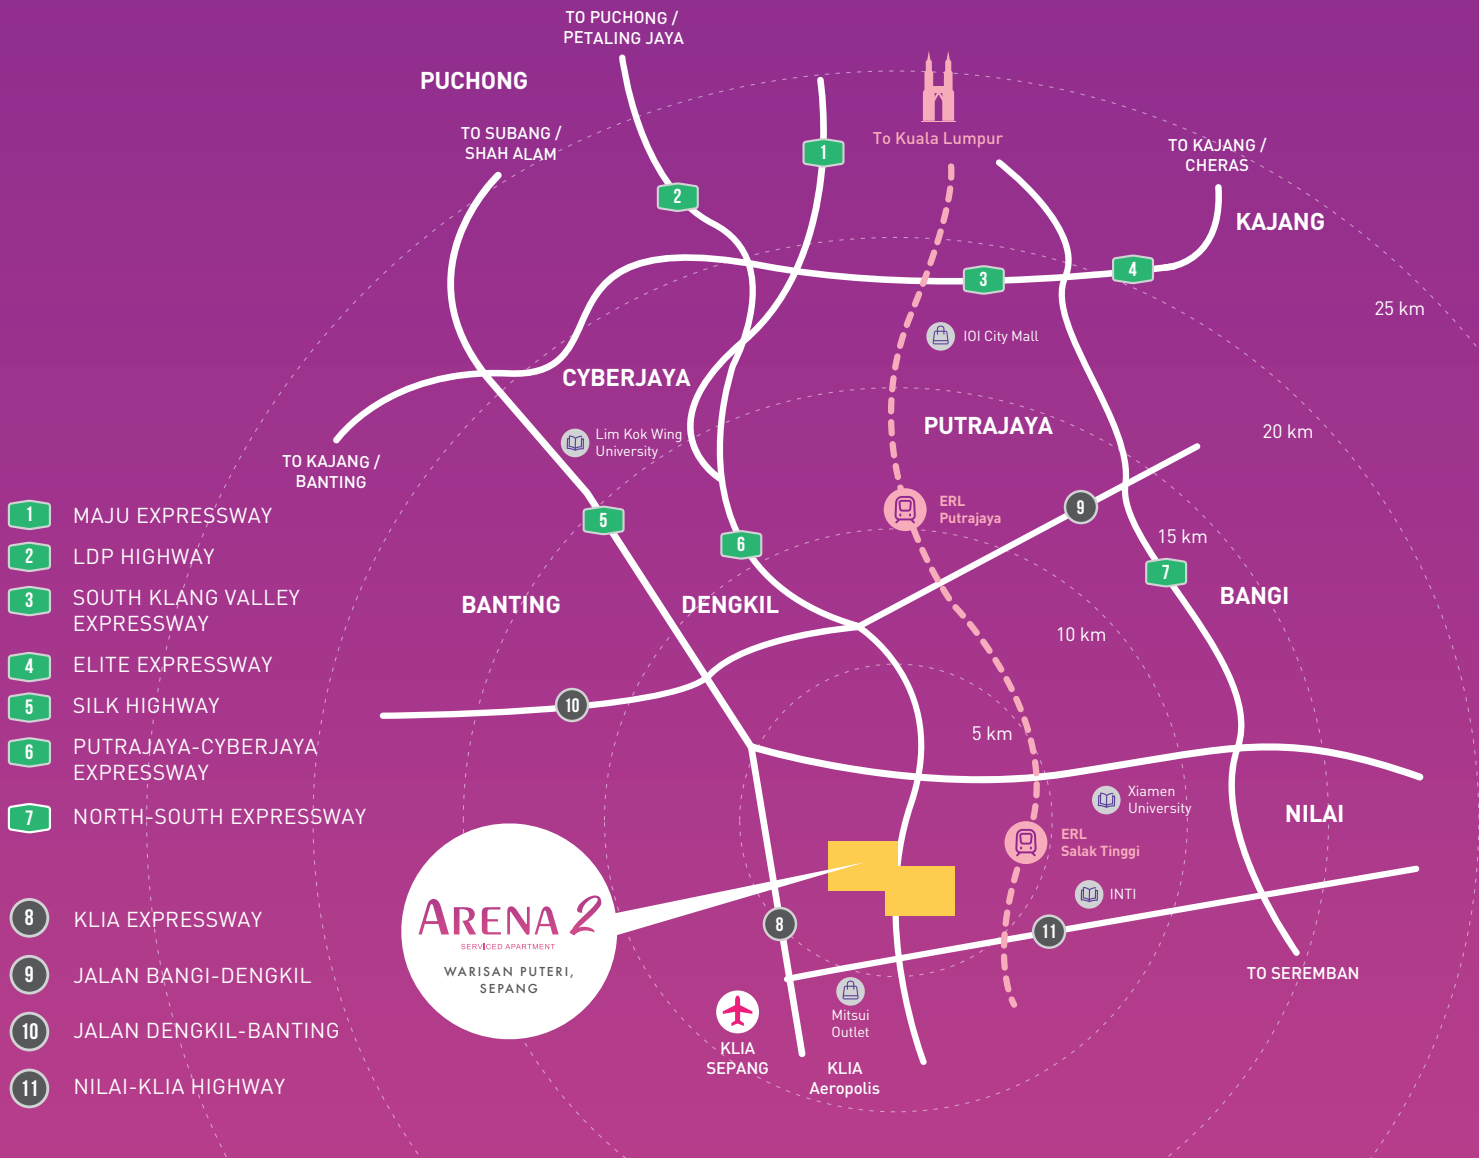 TO PUCHONG /
PETALING JAYA
PUCHONG
TO SUBANG /
SHAH ALAM
1
To Kuala Lumpur
TO KAJANG /
CHERAS
2
KAJANG
3
4
25 km
IOI City Mall
CYBERJAYA
PUTRAJAYA
20 km
Lim Kok Wing
University
TO KAJANG /
BANTING
ERL
Putrajaya
9
5
6
15 km
7
BANTING
DENGKIL
BANGI
10 km
10
5 km
Xiamen
University
NILAI
ERL
Salak Tinggi
INTI
8
11
TO SEREMBAN
Mitsui
Outlet
KLIA
SEPANG
KLIA
Aeropolis
1 MAJU EXPRESSWAY
2 LDP HIGHWAY
3 SOUTH KLANG VALLEY
EXPRESSWAY
4 ELITE EXPRESSWAY
5 SILK HIGHWAY
6 PUTRAJAYA-CYBERJAYA
EXPRESSWAY
7 NORTH-SOUTH EXPRESSWAY
8 KLIA EXPRESSWAY
9 JALAN BANGI-DENGKIL
10 JALAN DENGKIL-BANTING
11 NILAI-KLIA HIGHWAY
ARENA 2
SERVICED APARTMENT
WARISAN PUTERI,
SEPANG